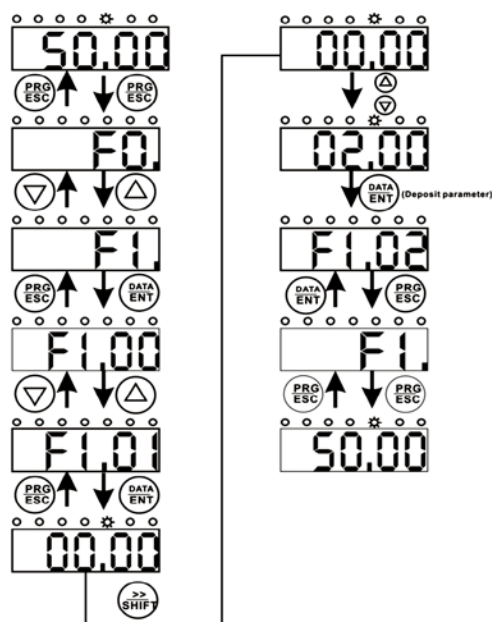 50.00
PRG
ESC
PRG
ESC
F0.
F1.
PRG
ESC
DATA
ENT
F1.00
F1.01
PRG
ESC
DATA
ENT
00.00
>>
SHIFT
00.00
02.00
DATA
ENT
(Deposit parameter)
F1.02
DATA
ENT
PRG
ESC
F1.
PRG
ESC
PRG
ESC
50.00